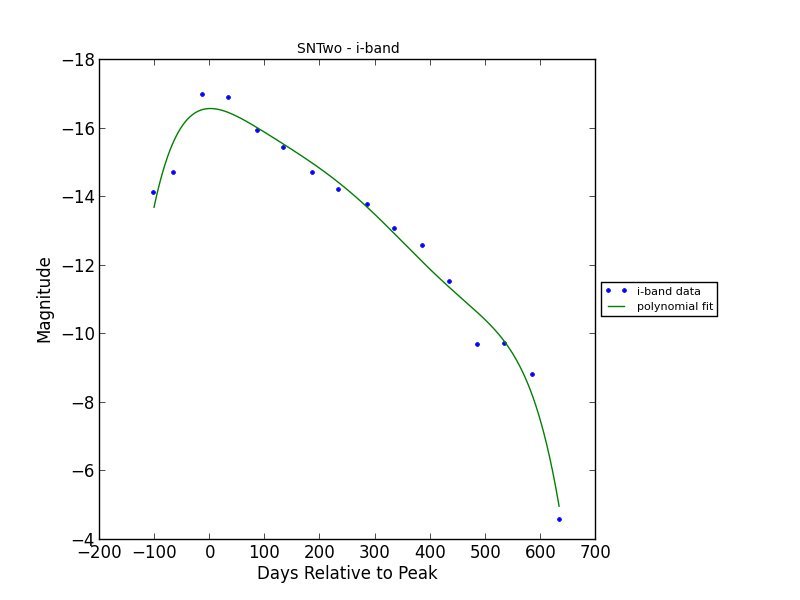 SNTwo - i-band
−18
−16
−14
−12
−10
−8
−6
−4
Magnitude
−200 −100 0 100 200 300 400 500 600 700
Days Relative to Peak
i-band data
polynomial fit